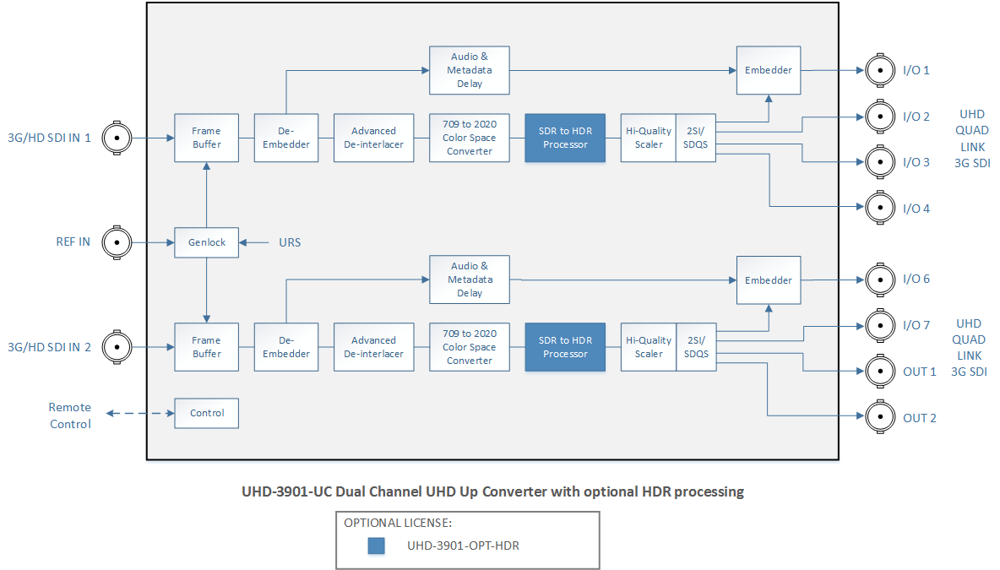 Audio &
Metadata
Delay
Embedder
I/O 1
3G/HD SDI IN 1
Frame
Buffer
De-
Embedder
Advanced
De-interlacer
709 to 2020
Color Space
Converter
SDR to HDR
Processor
Hi-Quality
Scaler
2SI/
SDQS
I/O 2
I/O 3
I/O 4
UHD
QUAD
LINK
3G SDI
REF IN
Genlock
URS
Audio &
Metadata
Delay
Embedder
I/O 6
3G/HD SDI IN 2
Frame
Buffer
De-
Embedder
Advanced
De-interlacer
709 to 2020
Color Space
Converter
SDR to HDR
Processor
Hi-Quality
Scaler
2SI/
SDQS
I/O 7
OUT 1
OUT 2
UHD
QUAD
LINK
3G SDI
Remote
Control
Control
UHD-3901-UC Dual Channel UHD Up Converter with optional HDR processing
OPTIONAL LICENSE:
UHD-3901-OPT-HDR